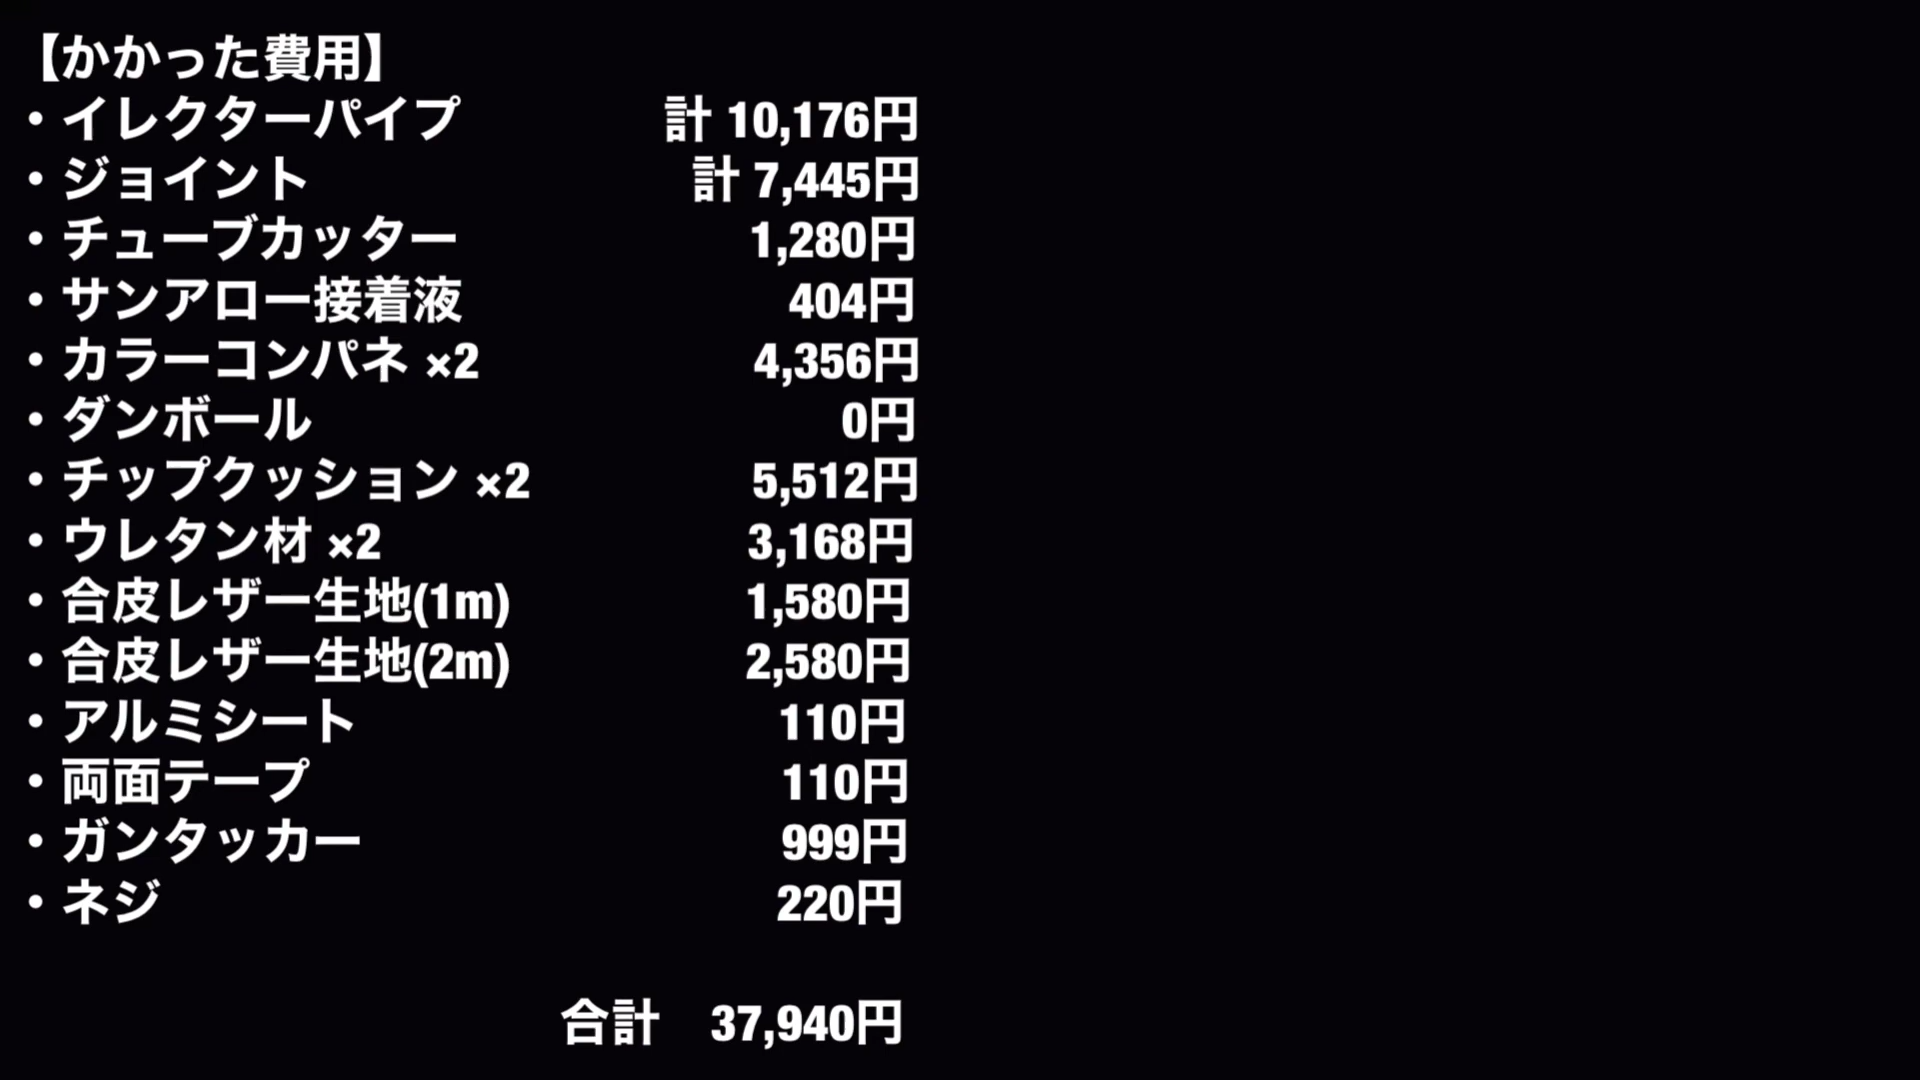 【かかった費用】
・イレクターパイプ 計 10,176円
・ジョイント 計 7,445円
・チューブカッター 1,280円
・サンアロー接着液 404円
・カラーコンパネ ×2 4,356円
・ダンボール 0円
・チップクッション ×2 5,512円
・ウレタン材 ×2 3,168円
・合皮レザー生地(1m) 1,580円
・合皮レザー生地(2m) 2,580円
・アルミシート 110円
・両面テープ 110円
・ガンタッカー 999円
・ネジ 220円
合計 37,940円